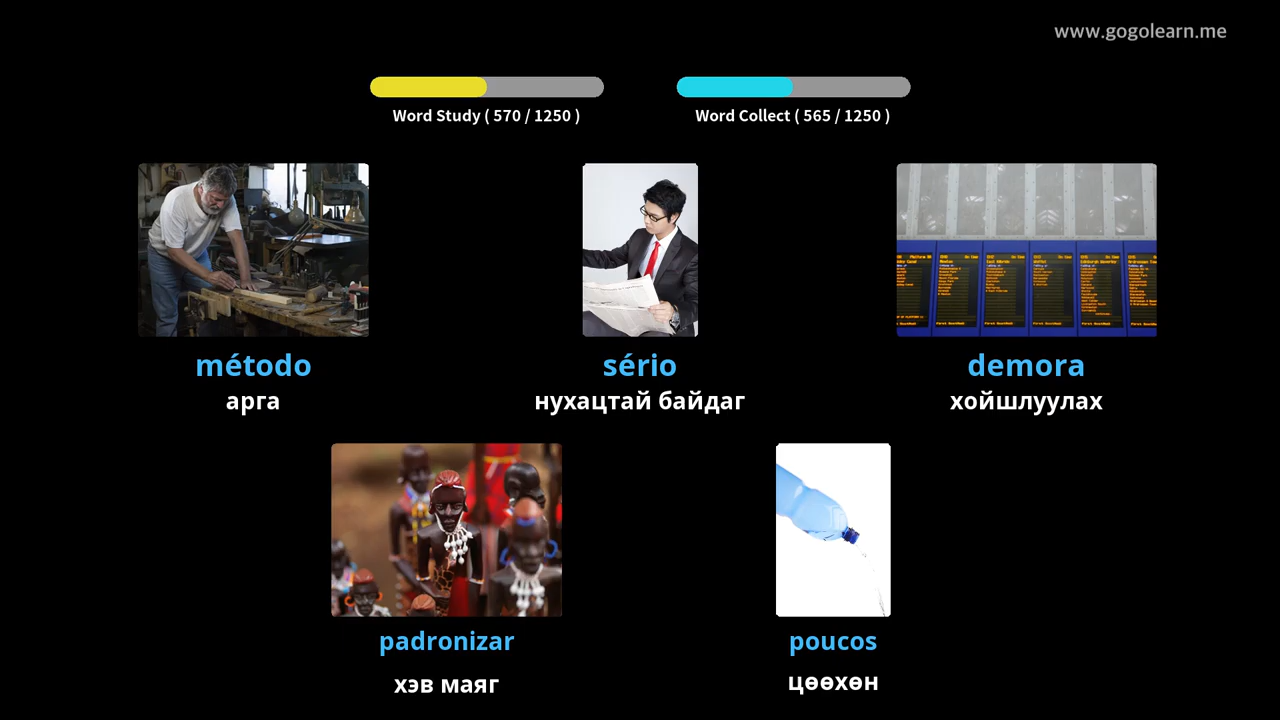 www.gogolearn.me
Word Study ( 570 / 1250 )
Word Collect ( 565 / 1250 )
método
арга
sério
нухацтай байдаг
demora
хойшлуулах
padronizar
хэв маяг
poucos
цөөхөн